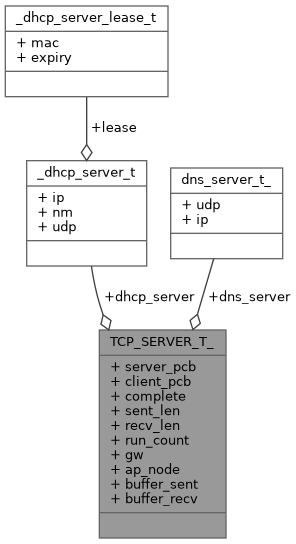 _dhcp_server_lease_t
+ mac
+ expiry
+lease
_dhcp_server_t
+ ip
+ nm
+ udp
dns_server_t_
+ udp
+ ip
+dhcp_server
+dns_server
TCP_SERVER_T_
+ server_pcb
+ client_pcb
+ complete
+ sent_len
+ recv_len
+ run_count
+ gw
+ ap_node
+ buffer_sent
+ buffer_recv